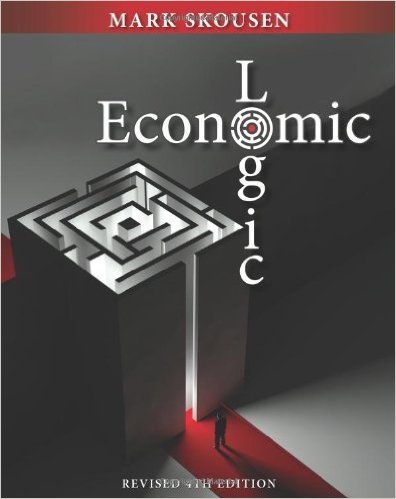 MARK SKOUSEN
Economic
Logic
REVISED 4TH EDITION